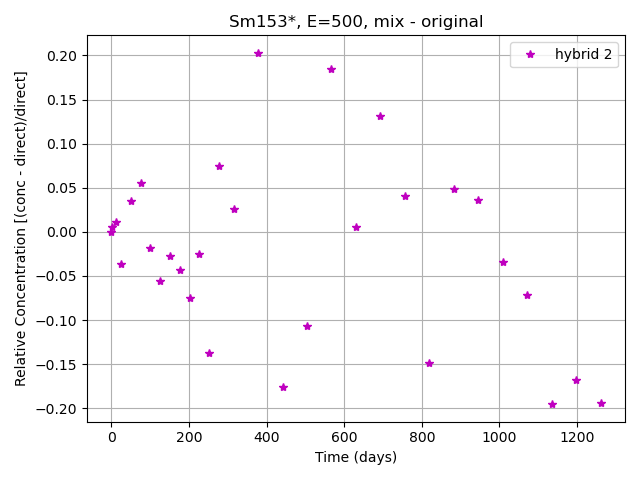 Sm153*, E=500, mix - original
hybrid 2
Relative Concentration [(conc - direct)/direct]
0.20
0.15
0.10
0.05
0.00
−0.05
−0.10
−0.15
−0.20
0 200 400 600 800 1000 1200
Time (days)